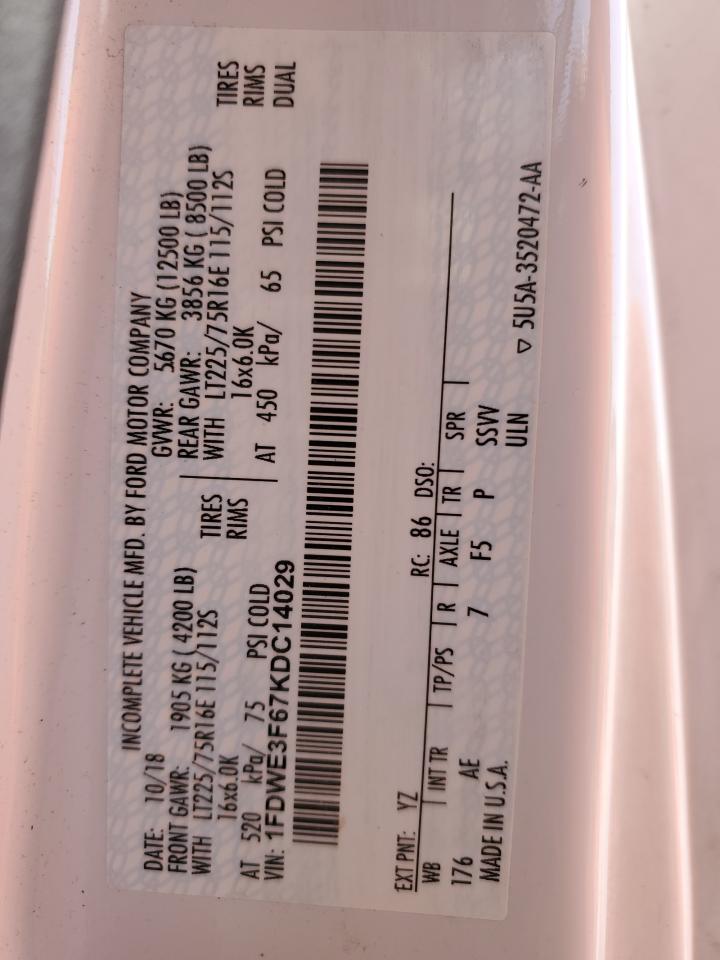 INCOMPLETE VEHICLE MFD. BY FORD MOTOR COMPANY
DATE: 10/18 GVWR: 5670 KG (12500 LB)
FRONT GAWR: 1905 KG ( 4200 LB) REAR GAWR: 3856 KG ( 8500 LB)
WITH LT225/75R16E 115/112S TIRES WITH LT225/75R16E 115/112S TIRES
16x6.0K RIMS 16x6.0K RIMS
AT 520 kPa/ 75 PSI COLD AT 450 kPa/ 65 PSI COLD DUAL
VIN: 1FDWE3F67KDC14029
EXT PNT: YZ RC: 86 DSO:
WB INT TR TP/PS R AXLE TR SPR
176 AE 7 F5 P SSW
MADE IN U.S.A. ULN
▽ 5U5A-3520472-AA